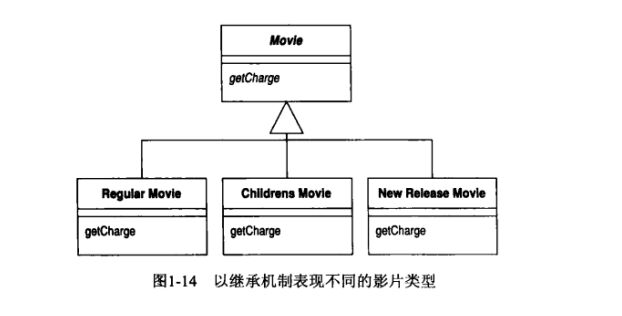 Movie
getCharge
Regular Movie
Childrens Movie
New Release Movie
getCharge
getCharge
getCharge
图1-14 以继承机制表现不同的影片类型